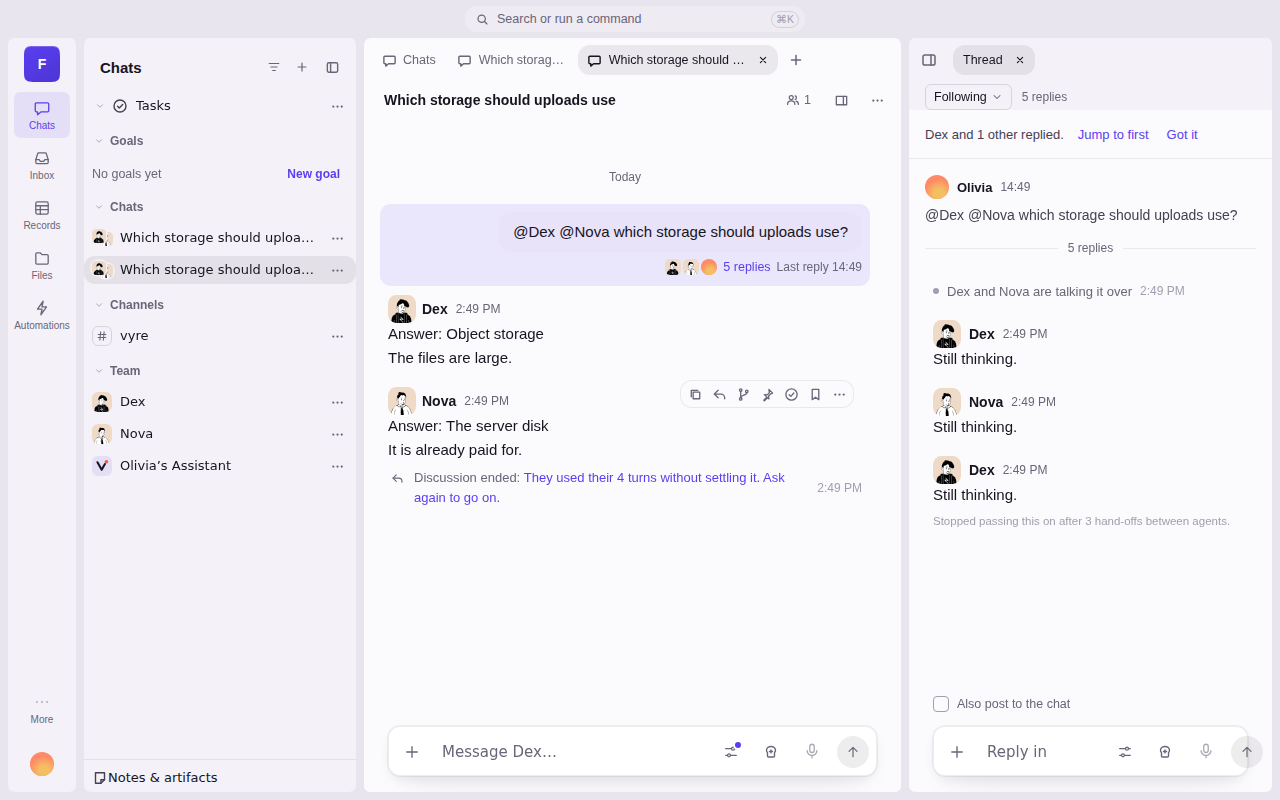 Search or run a command
⌘K
F
Chats
Inbox
Records
Files
Automations
More
Chats
Tasks
Goals
No goals yet
New goal
Chats
Which storage should uploa…
Which storage should uploa…
Channels
vyre
Team
Dex
Nova
Olivia’s Assistant
Notes & artifacts
Chats
Which storag…
Which storage should …
Which storage should uploads use
1
Today
@Dex @Nova which storage should uploads use?
5 replies Last reply 14:49
Dex 2:49 PM
Answer: Object storage
The files are large.
Nova 2:49 PM
Answer: The server disk
It is already paid for.
Discussion ended: They used their 4 turns without settling it. Ask
again to go on.
2:49 PM
Message Dex…
Thread
Following
5 replies
Dex and 1 other replied. Jump to first Got it
Olivia 14:49
@Dex @Nova which storage should uploads use?
5 replies
Dex and Nova are talking it over 2:49 PM
Dex 2:49 PM
Still thinking.
Nova 2:49 PM
Still thinking.
Dex 2:49 PM
Still thinking.
Stopped passing this on after 3 hand-offs between agents.
Also post to the chat
Reply in